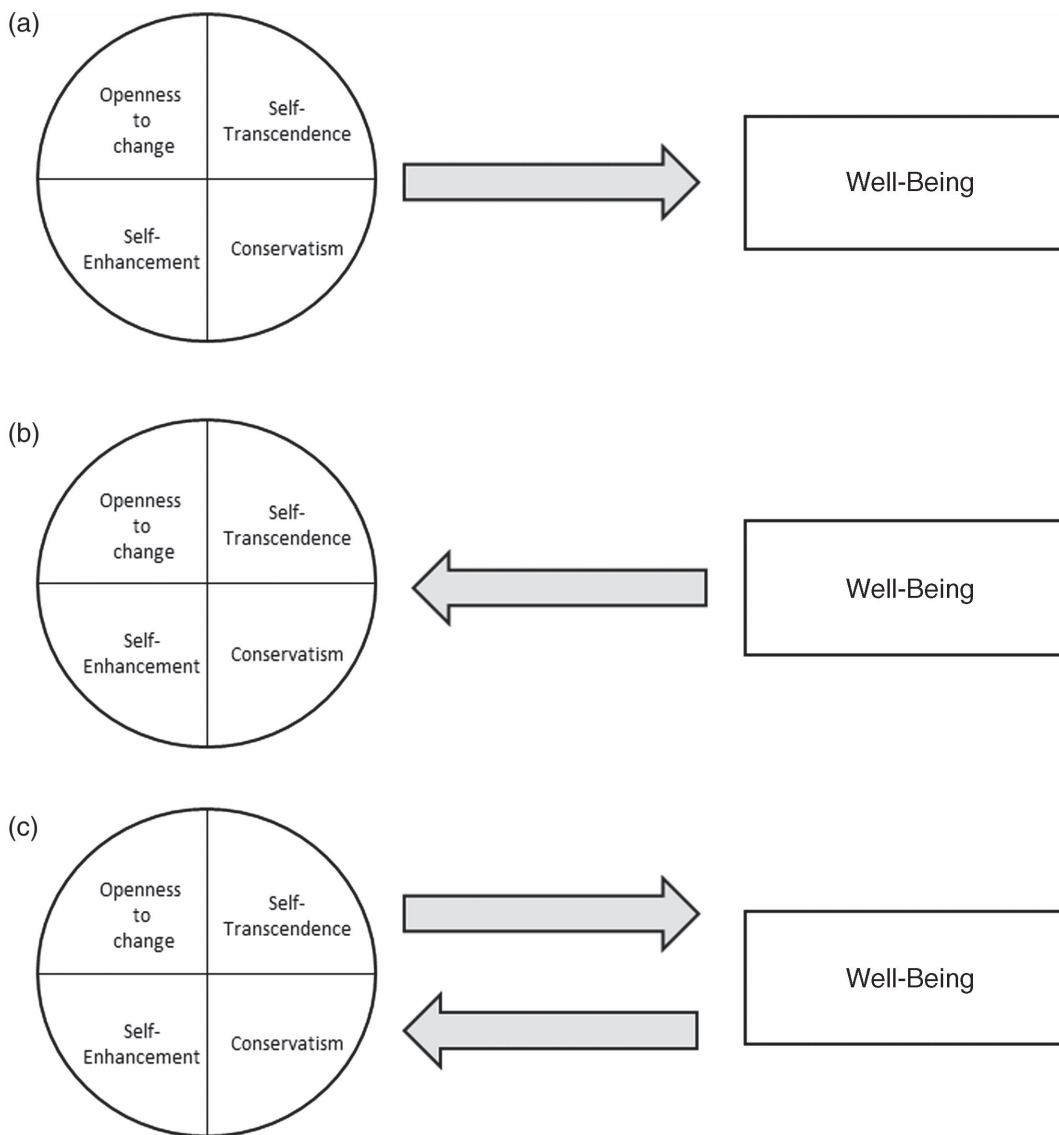 (a)
Openness
to
change
Self-
Transcendence
Self-
Enhancement
Conservatism
Well-Being
(b)
Openness
to
change
Self-
Transcendence
Self-
Enhancement
Conservatism
Well-Being
(c)
Openness
to
change
Self-
Transcendence
Self-
Enhancement
Conservatism
Well-Being